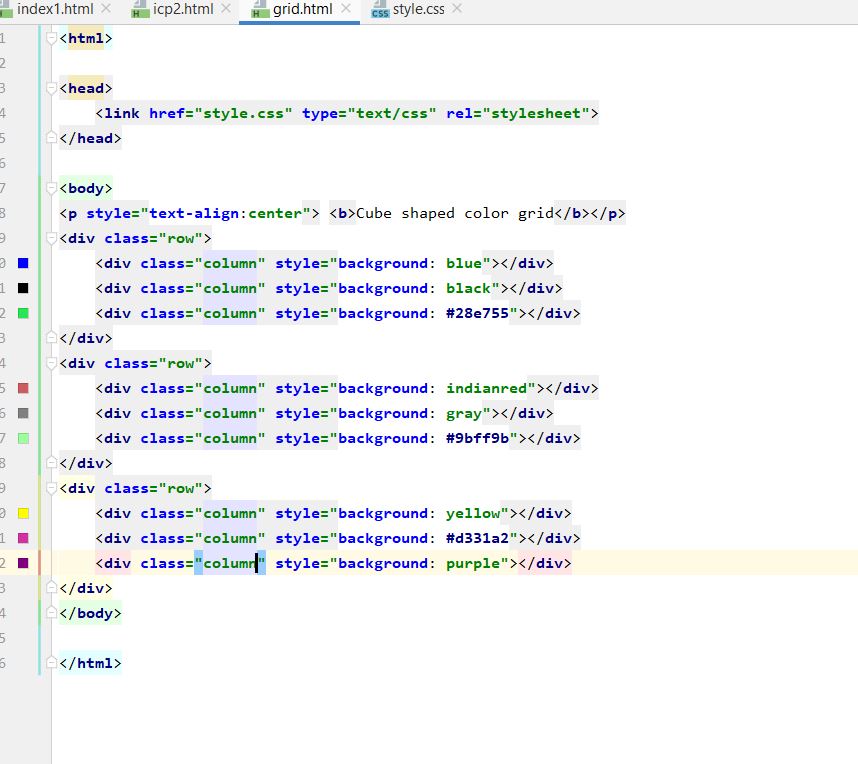 index1.html icp2.html grid.html style.css
1 <html>
2
3 <head>
4 <link href="style.css" type="text/css" rel="stylesheet">
5 </head>
6
7 <body>
8 <p style="text-align:center"> <b>Cube shaped color grid</b></p>
9 <div class="row">
0 <div class="column" style="background: blue"></div>
1 <div class="column" style="background: black"></div>
2 <div class="column" style="background: #28e755"></div>
3 </div>
4 <div class="row">
5 <div class="column" style="background: indianred"></div>
6 <div class="column" style="background: gray"></div>
7 <div class="column" style="background: #9bff9b"></div>
8 </div>
9 <div class="row">
0 <div class="column" style="background: yellow"></div>
1 <div class="column" style="background: #d331a2"></div>
2 <div class="column" style="background: purple"></div>
3 </div>
4 </body>
5
6 </html>